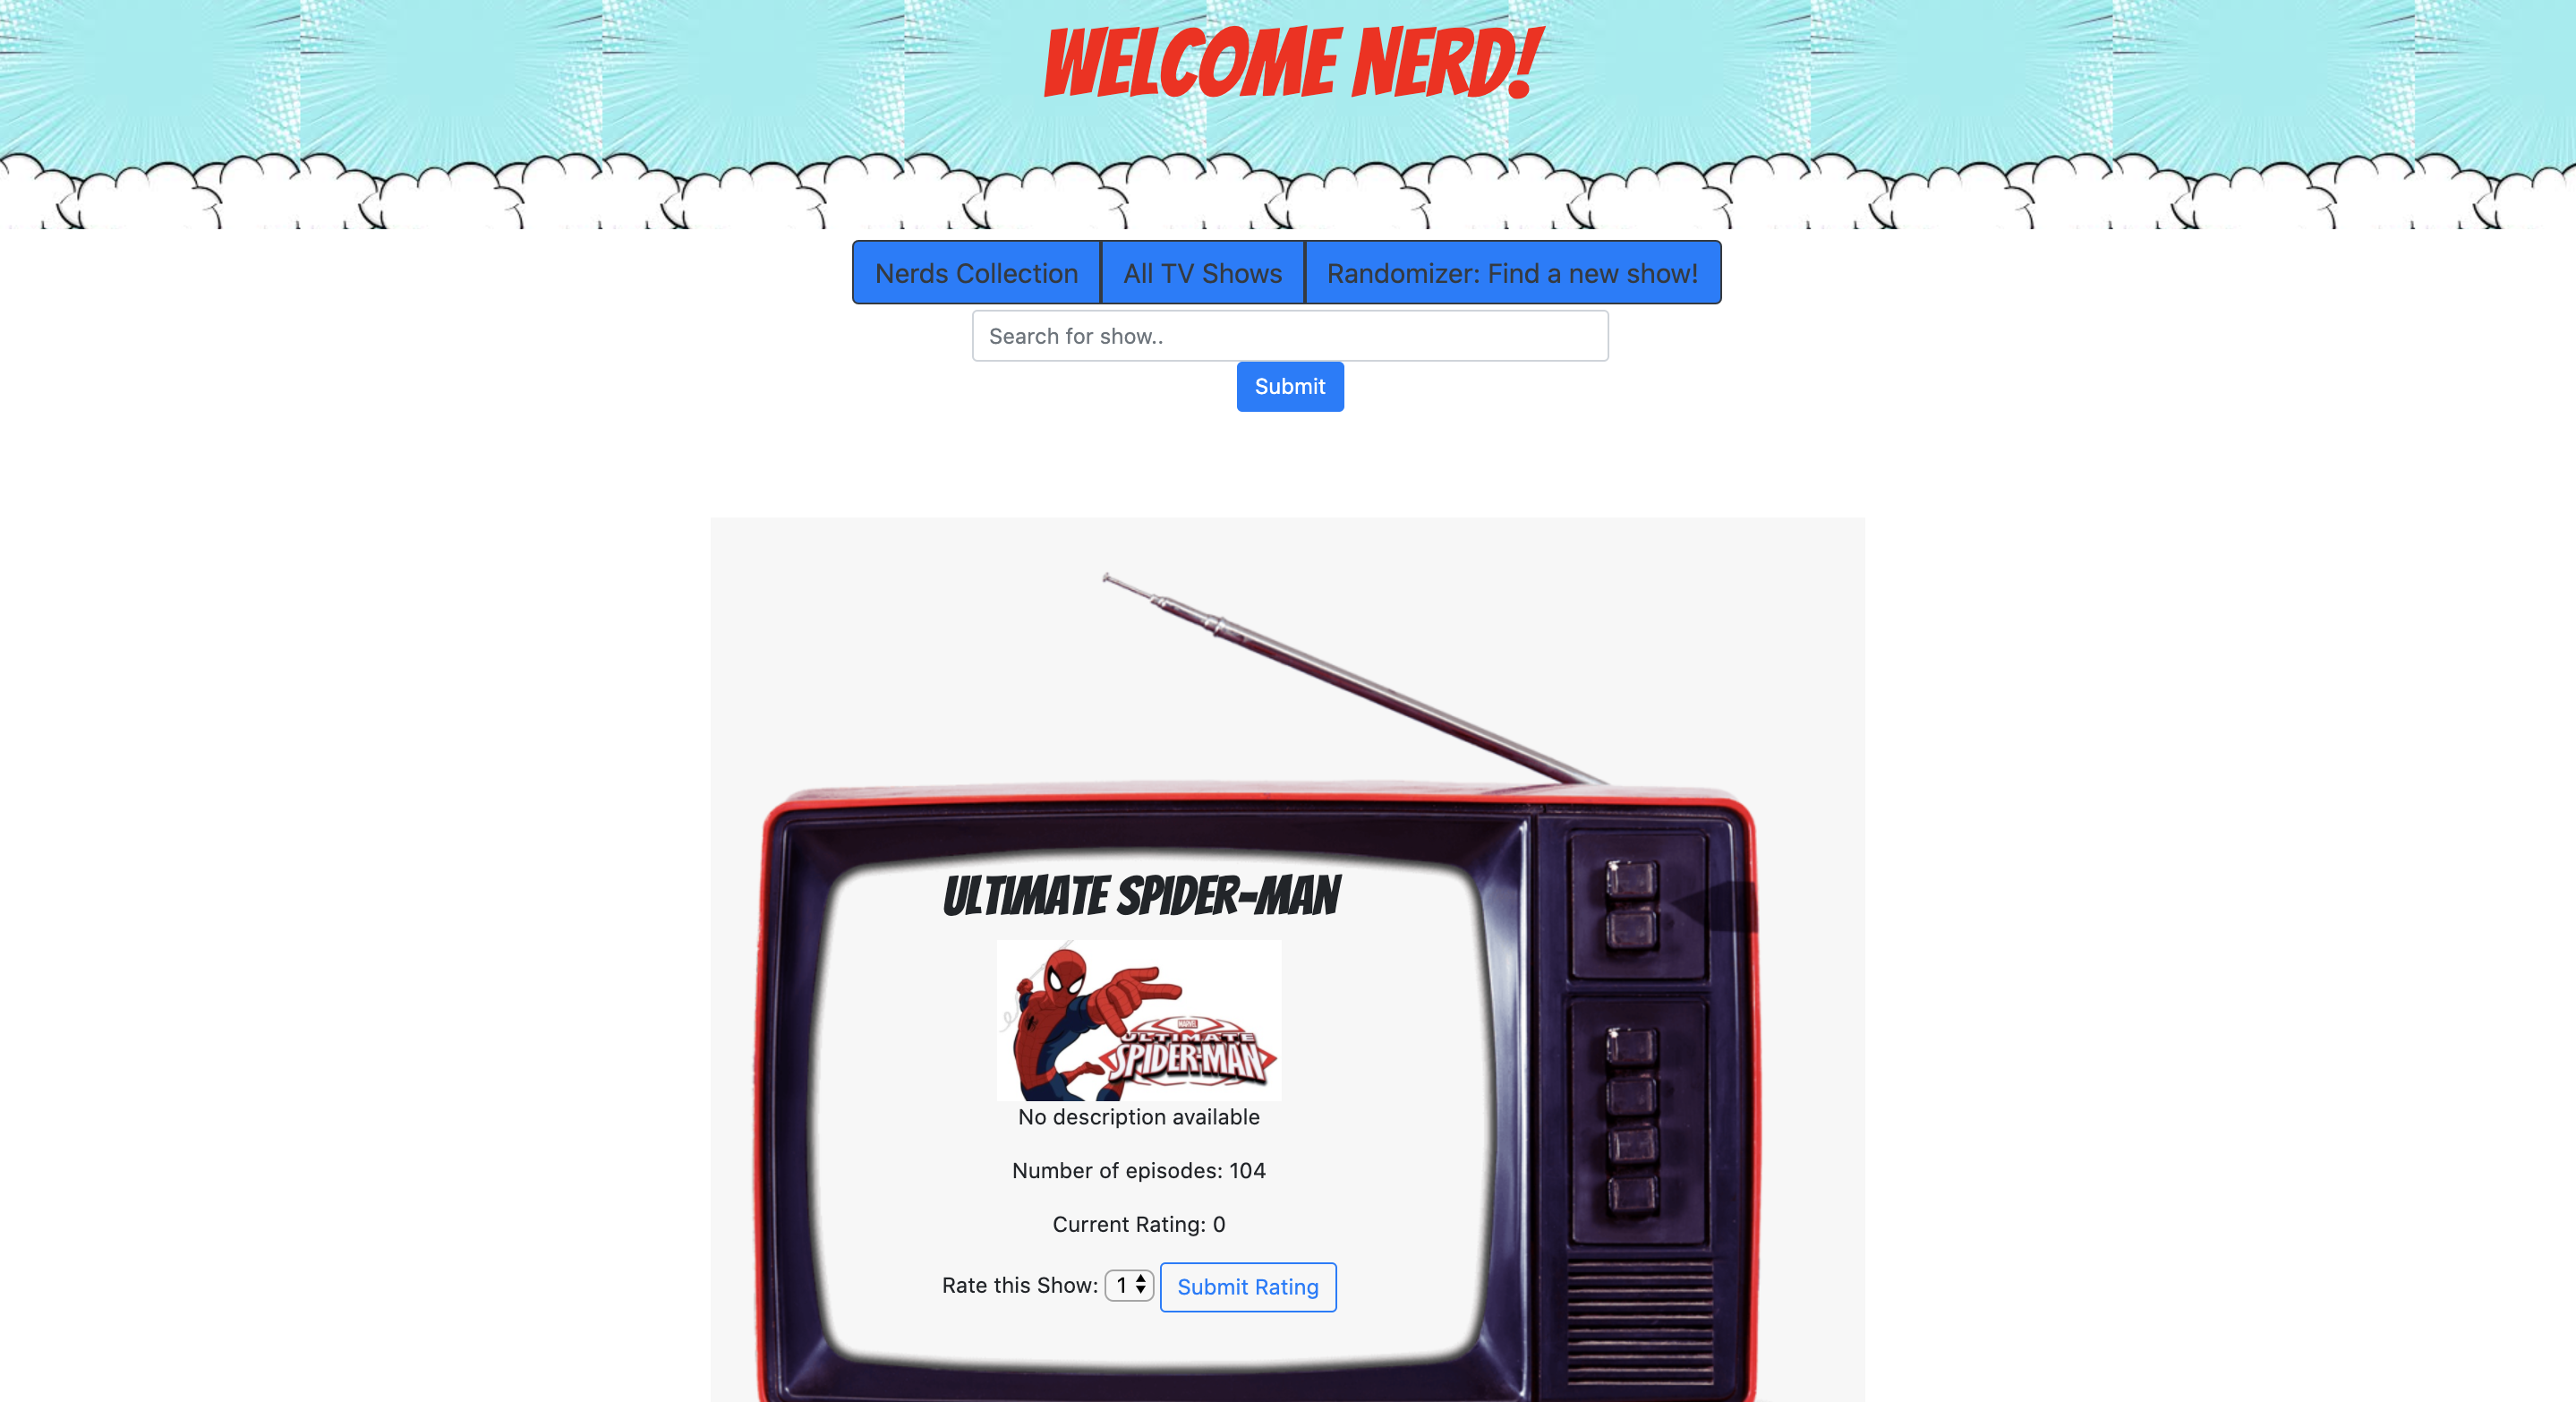 WELCOME NERD!
Nerds Collection All TV Shows Randomizer: Find a new show!
Search for show..
Submit
ULTIMATE SPIDER-MAN
MARVEL
ULTIMATE
SPIDER-MAN
No description available
Number of episodes: 104
Current Rating: 0
Rate this Show: 1 Submit Rating